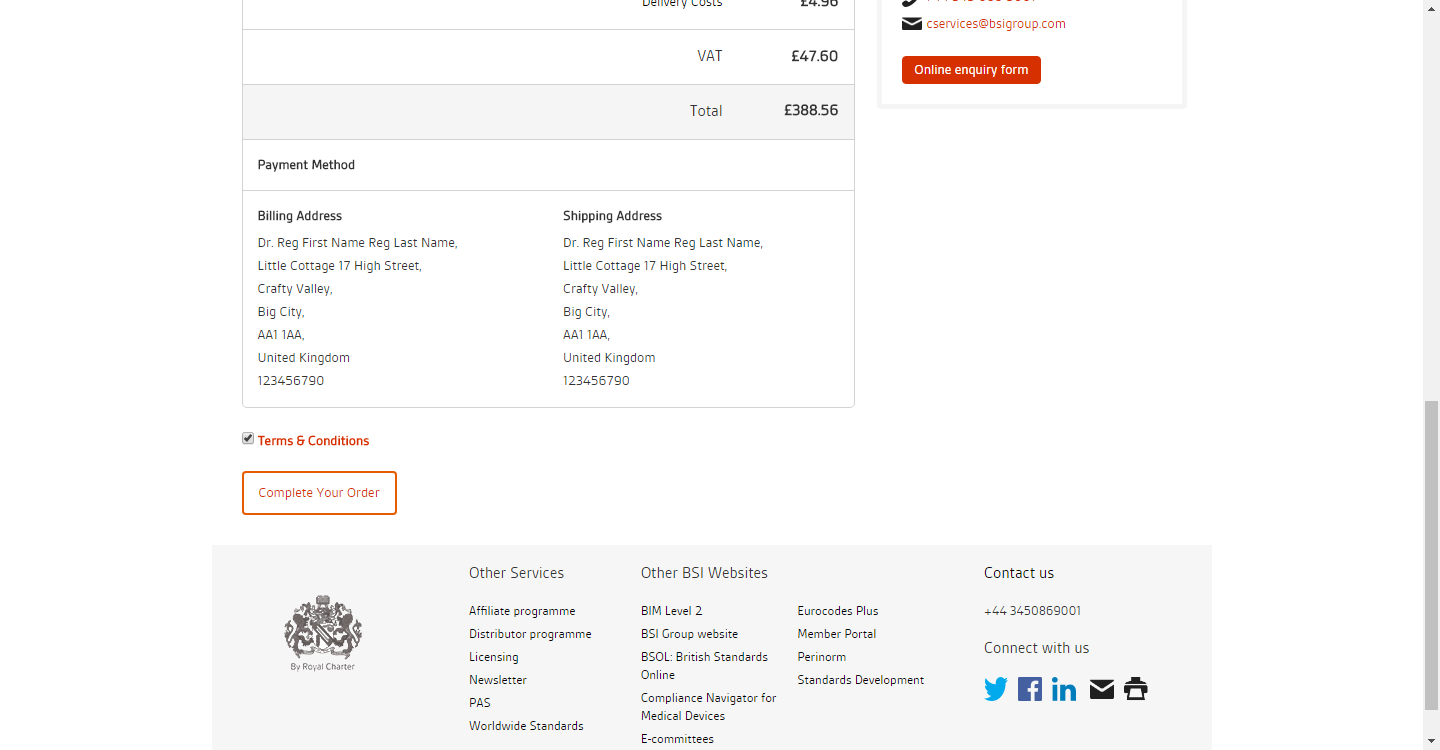 Delivery Costs £4.96
VAT £47.60
Total £388.56
Payment Method
Billing Address
Dr. Reg First Name Reg Last Name,
Little Cottage 17 High Street,
Crafty Valley,
Big City,
AA1 1AA,
United Kingdom
123456790
Shipping Address
Dr. Reg First Name Reg Last Name,
Little Cottage 17 High Street,
Crafty Valley,
Big City,
AA1 1AA,
United Kingdom
123456790
Terms & Conditions
Complete Your Order
cservices@bsigroup.com
Online enquiry form
By Royal Charter
Other Services
Affiliate programme
Distributor programme
Licensing
Newsletter
PAS
Worldwide Standards
Other BSI Websites
BIM Level 2
BSI Group website
BSOL: British Standards
Online
Compliance Navigator for
Medical Devices
E-committees
Eurocodes Plus
Member Portal
Perinorm
Standards Development
Contact us
+44 3450869001
Connect with us